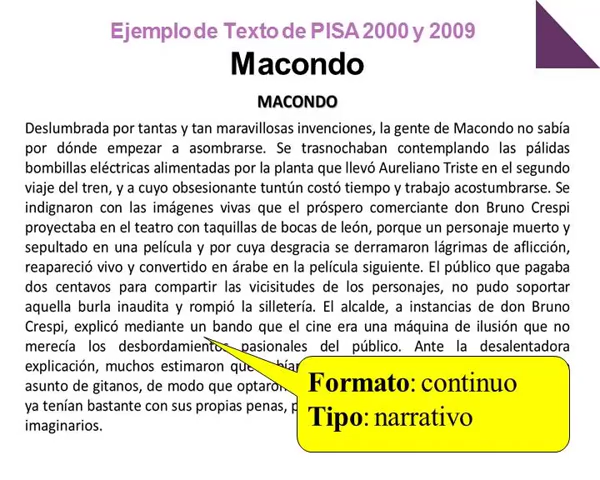 Ejemplo de Texto de PISA 2000 y 2009
Macondo
MACONDO
Deslumbrada por tantas y tan maravillosas invenciones, la gente de Macondo no sabía
por dónde empezar a asombrarse. Se trasnochaban contemplando las pálidas
bombillas eléctricas alimentadas por la planta que llevó Aureliano Triste en el segundo
viaje del tren, y a cuyo obsesionante tuntún costó tiempo y trabajo acostumbrarse. Se
indignaron con las imágenes vivas que el próspero comerciante don Bruno Crespi
proyectaba en el teatro con taquillas de bocas de león, porque un personaje muerto y
sepultado en una película y por cuya desgracia se derramaron lágrimas de aflicción,
reapareció vivo y convertido en árabe en la película siguiente. El público que pagaba
dos centavos para compartir las vicisitudes de los personajes, no pudo soportar
aquella burla inaudita y rompió la silletería. El alcalde, a instancias de don Bruno
Crespi, explicó mediante un bando que el cine era una máquina de ilusión que no
merecía los desbordamientos pasionales del público. Ante la desalentadora
explicación, muchos estimaron que
asunto de gitanos, de modo que optaron
ya tenían bastante con sus propias penas,
imaginarios.
Formato: continuo
Tipo: narrativo